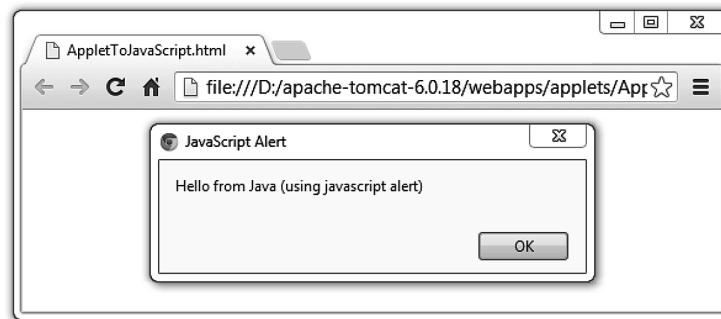 AppletToJavaScript.html
file:///D:/apache-tomcat-6.0.18/webapps/applets/App
JavaScript Alert
Hello from Java (using javascript alert)
OK